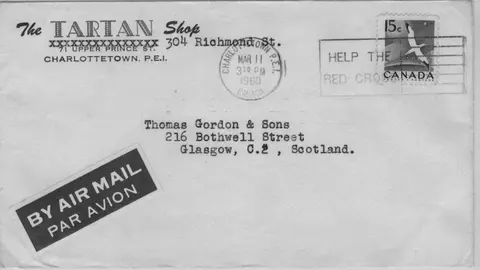 The TARTAN Shop
71 UPPER PRINCE ST.
304 Richmond St.
CHARLOTTETOWN, P.E.I.
CHARLOTTETOWN P.E.I.
MAR 11
1960
CANADA
HELP THE
RED CROSS
15c
CANADA
Thomas Gordon & Sons
216 Bothwell Street
Glasgow, C.2 , Scotland.
BY AIR MAIL
PAR AVION